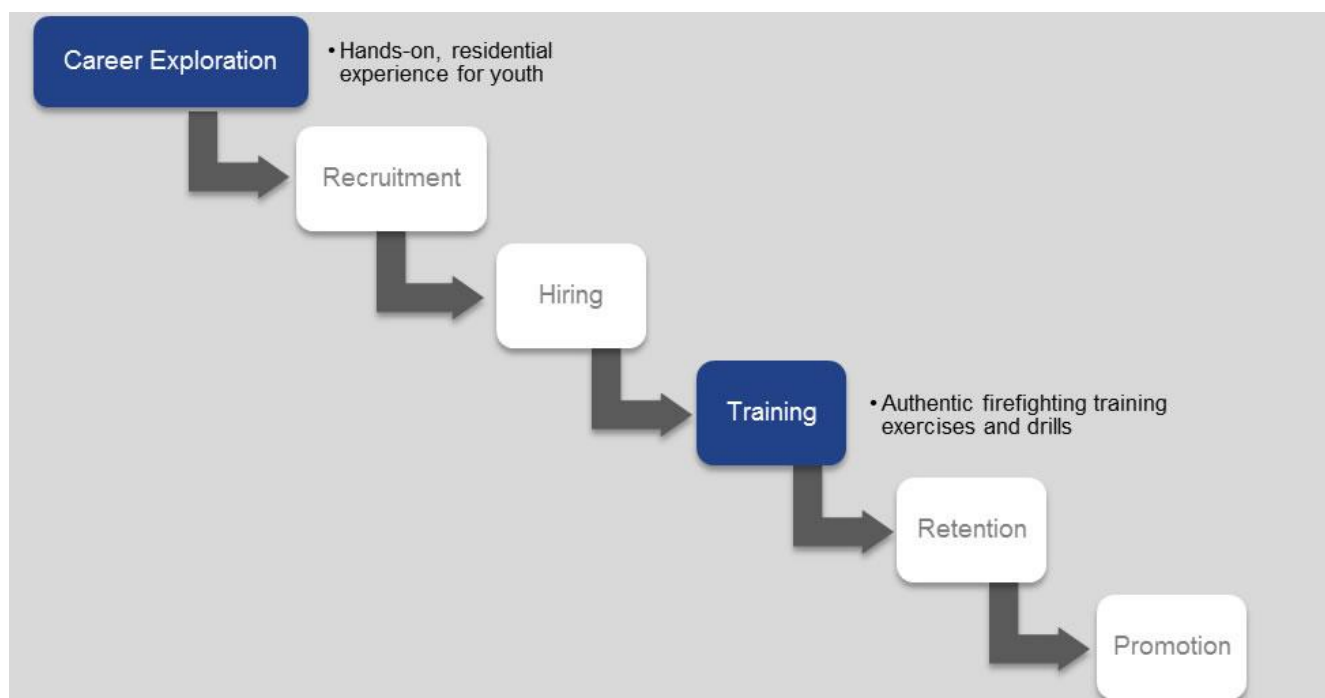 Career Exploration
• Hands-on, residential
experience for youth
Recruitment
Hiring
Training
• Authentic firefighting training
exercises and drills
Retention
Promotion